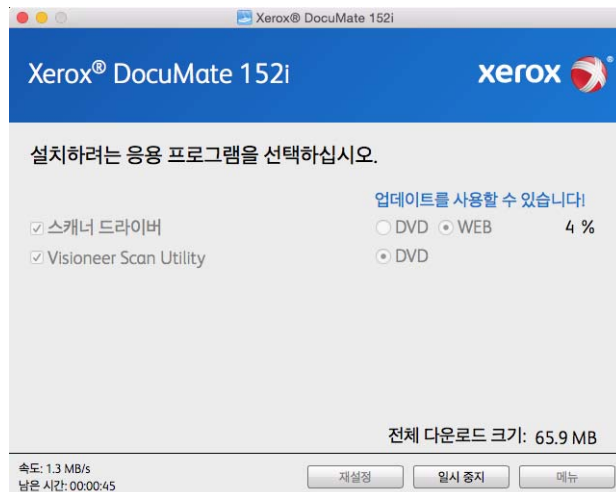 Xerox® DocuMate 152i
Xerox® DocuMate 152i
xerox®
설치하려는 응용 프로그램을 선택하십시오.
업데이트를 사용할 수 있습니다!
스캐너 드라이버 DVD WEB 4 %
Visioneer Scan Utility DVD
전체 다운로드 크기: 65.9 MB
속도: 1.3 MB/s
남은 시간: 00:00:45
재설정 일시 중지 메뉴